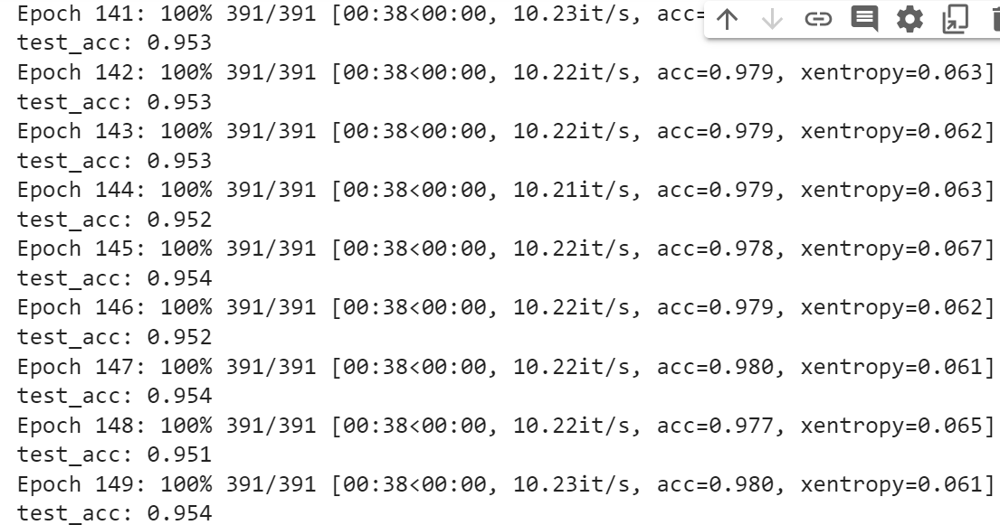 Epoch 141: 100% 391/391 [00:38<00:00, 10.23it/s, acc=
test_acc: 0.953
Epoch 142: 100% 391/391 [00:38<00:00, 10.22it/s, acc=0.979, xentropy=0.063]
test_acc: 0.953
Epoch 143: 100% 391/391 [00:38<00:00, 10.22it/s, acc=0.979, xentropy=0.062]
test_acc: 0.953
Epoch 144: 100% 391/391 [00:38<00:00, 10.21it/s, acc=0.979, xentropy=0.063]
test_acc: 0.952
Epoch 145: 100% 391/391 [00:38<00:00, 10.22it/s, acc=0.978, xentropy=0.067]
test_acc: 0.954
Epoch 146: 100% 391/391 [00:38<00:00, 10.22it/s, acc=0.979, xentropy=0.062]
test_acc: 0.952
Epoch 147: 100% 391/391 [00:38<00:00, 10.22it/s, acc=0.980, xentropy=0.061]
test_acc: 0.954
Epoch 148: 100% 391/391 [00:38<00:00, 10.22it/s, acc=0.977, xentropy=0.065]
test_acc: 0.951
Epoch 149: 100% 391/391 [00:38<00:00, 10.23it/s, acc=0.980, xentropy=0.061]
test_acc: 0.954